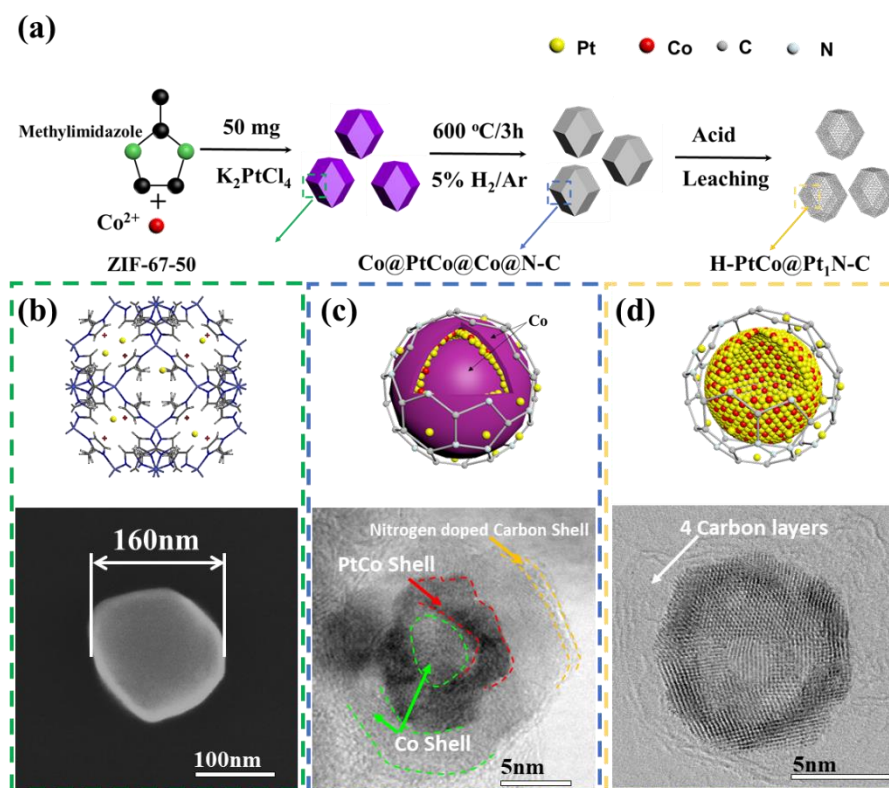 (a)
Pt Co C N
Methylimidazole
50 mg
K₂PtCl₄
600 °C/3h
5% H₂/Ar
Acid
Leaching
+
Co²⁺
ZIF-67-50
Co@PtCo@Co@N-C
H-PtCo@Pt₁N-C
(b)
160nm
100nm
(c)
Co
Nitrogen doped Carbon Shell
PtCo Shell
Co Shell
5nm
(d)
4 Carbon layers
5nm